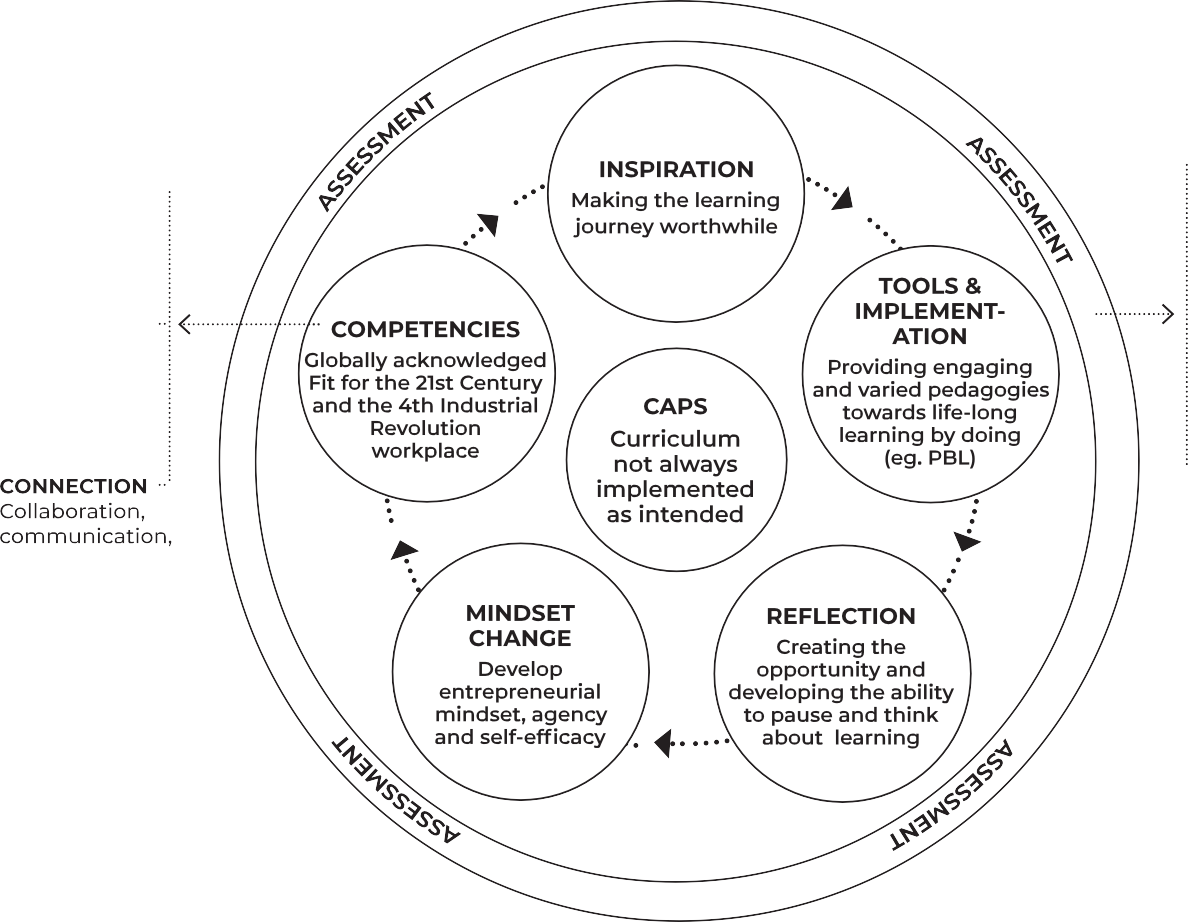 ASSESSMENT
ASSESSMENT
INSPIRATION
Making the learning
journey worthwhile
TOOLS &
IMPLEMENT-
ATION
Providing engaging
and varied pedagogies
towards life-long
learning by doing
(eg. PBL)
COMPETENCIES
Globally acknowledged
Fit for the 21st Century
and the 4th Industrial
Revolution
workplace
CAPS
Curriculum
not always
implemented
as intended
CONNECTION
Collaboration,
communication,
MINDSET
CHANGE
Develop
entrepreneurial
mindset, agency
and self-efficacy
REFLECTION
Creating the
opportunity and
developing the ability
to pause and think
about learning
ASSESSMENT
ASSESSMENT